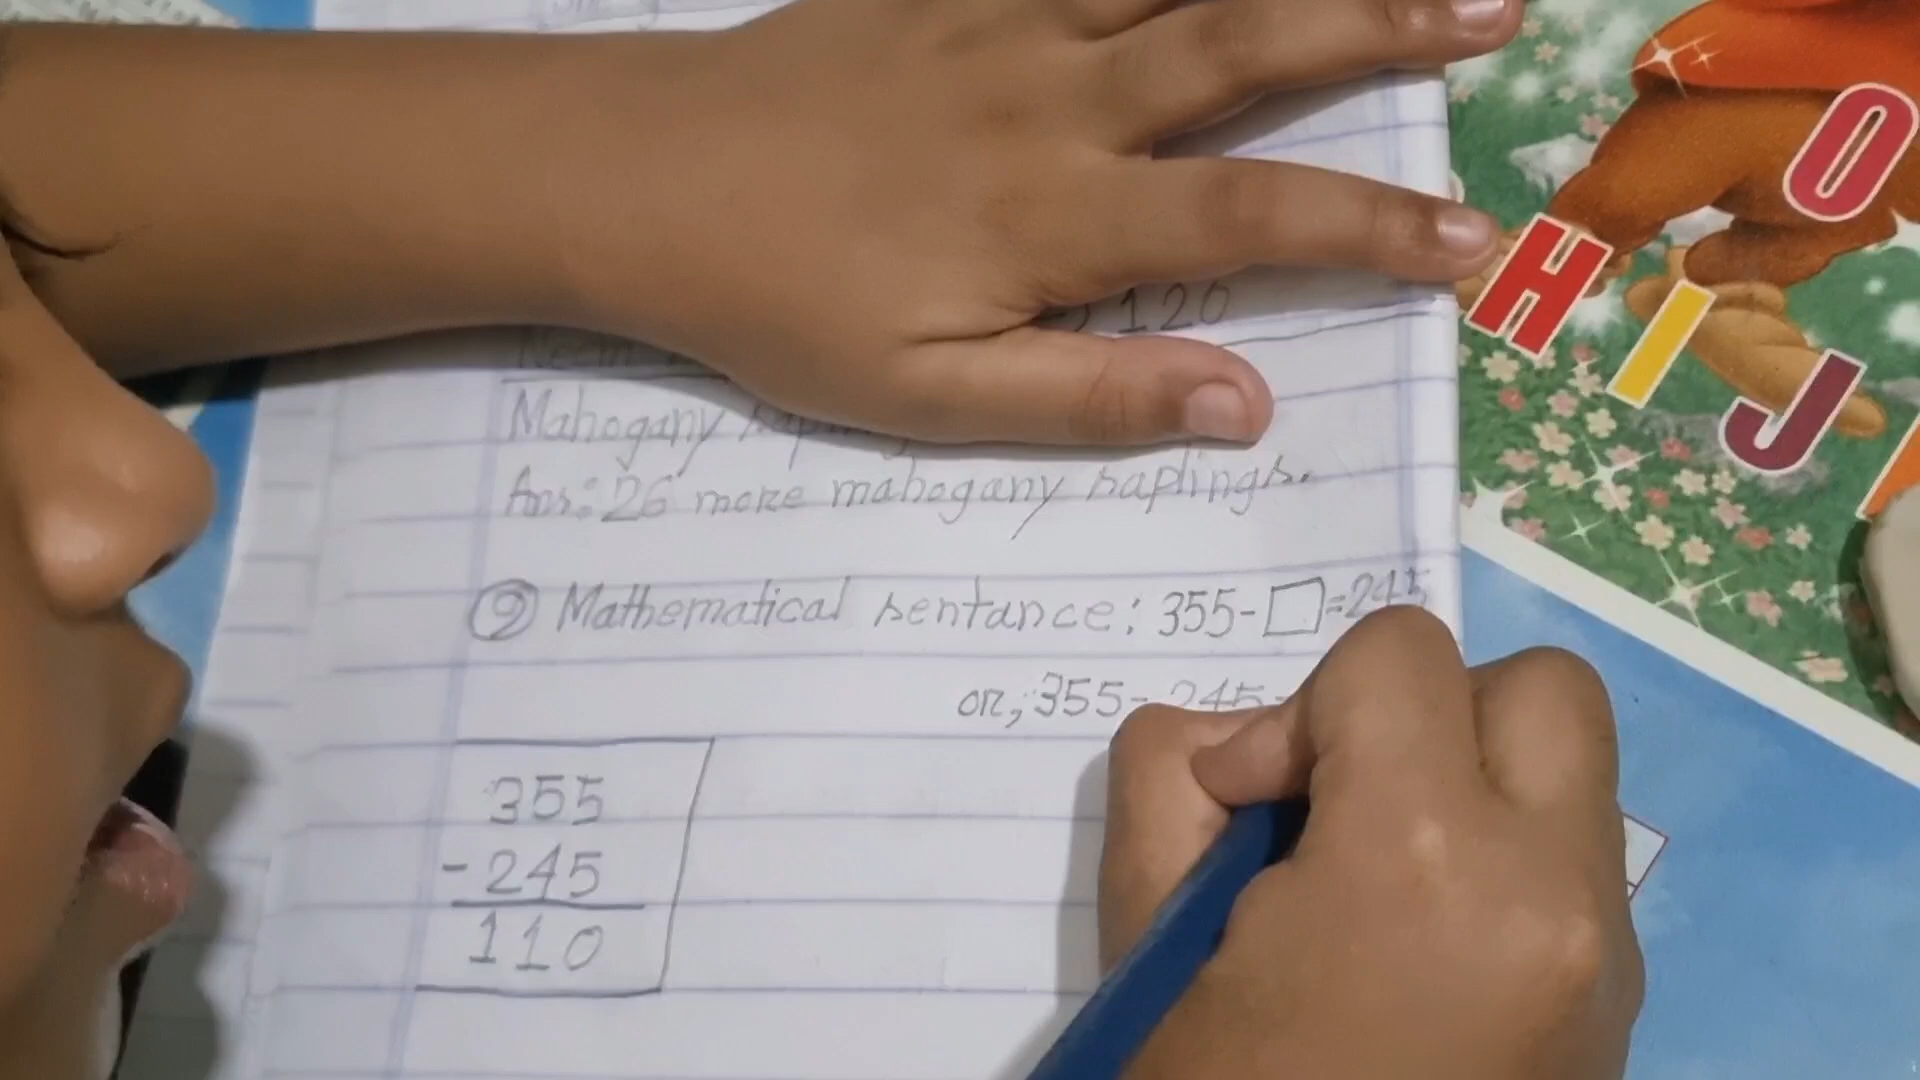 120
Mahogany
Ans: 26 more mahogany saplings.
9 Mathematical sentance: 355-□=245
or, 355-245
355
-245
110
O
H I J